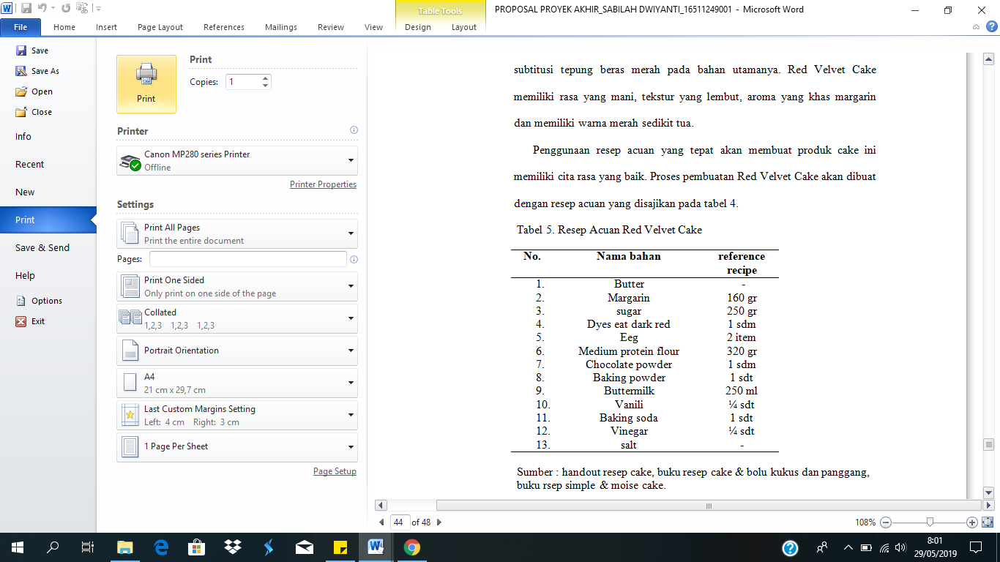 Table Tools
PROPOSAL PROYEK AKHIR_SABILAH DWIYANTI_16511249001 - Microsoft Word
File Home Insert Page Layout References Mailings Review View Design Layout
Save
Save As
Open
Close
Info
Recent
New
Print
Save & Send
Help
Options
Exit
Print
Print
Copies: 1
Printer
Canon MP280 series Printer
Offline
Printer Properties
Settings
Print All Pages
Print the entire document
Pages:
Print One Sided
Only print on one side of the page
Collated
1,2,3 1,2,3 1,2,3
Portrait Orientation
A4
21 cm x 29,7 cm
Last Custom Margins Setting
Left: 4 cm Right: 3 cm
1 Page Per Sheet
Page Setup
subtitusi tepung beras merah pada bahan utamanya. Red Velvet Cake
memiliki rasa yang mani, tekstur yang lembut, aroma yang khas margarin
dan memiliki warna merah sedikit tua.
Penggunaan resep acuan yang tepat akan membuat produk cake ini
memiliki cita rasa yang baik. Proses pembuatan Red Velvet Cake akan dibuat
dengan resep acuan yang disajikan pada tabel 4.
Tabel 5. Resep Acuan Red Velvet Cake
No. Nama bahan reference
recipe
1. Butter -
2. Margarin 160 gr
3. sugar 250 gr
4. Dyes eat dark red 1 sdm
5. Eeg 2 item
6. Medium protein flour 320 gr
7. Chocolate powder 1 sdm
8. Baking powder 1 sdt
9. Buttermilk 250 ml
10. Vanili ¼ sdt
11. Baking soda 1 sdt
12. Vinegar ¼ sdt
13. salt -
Sumber : handout resep cake, buku resep cake & bolu kukus dan panggang,
buku rsep simple & moise cake.
44 of 48
108%
8:01
29/05/2019